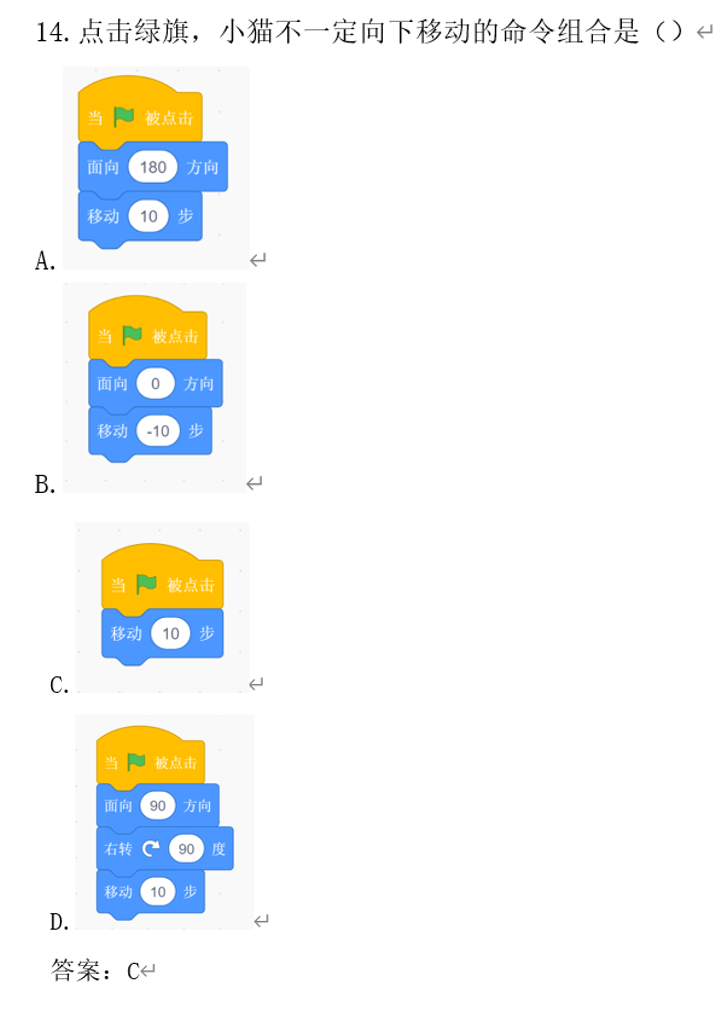 14.点击绿旗，小猫不一定向下移动的命令组合是（）↵
当 被点击
面向 180 方向
移动 10 步
A. ↵
当 被点击
面向 0 方向
移动 -10 步
B. ↵
当 被点击
移动 10 步
C. ↵
当 被点击
面向 90 方向
右转 90 度
移动 10 步
D. ↵
答案：C↵